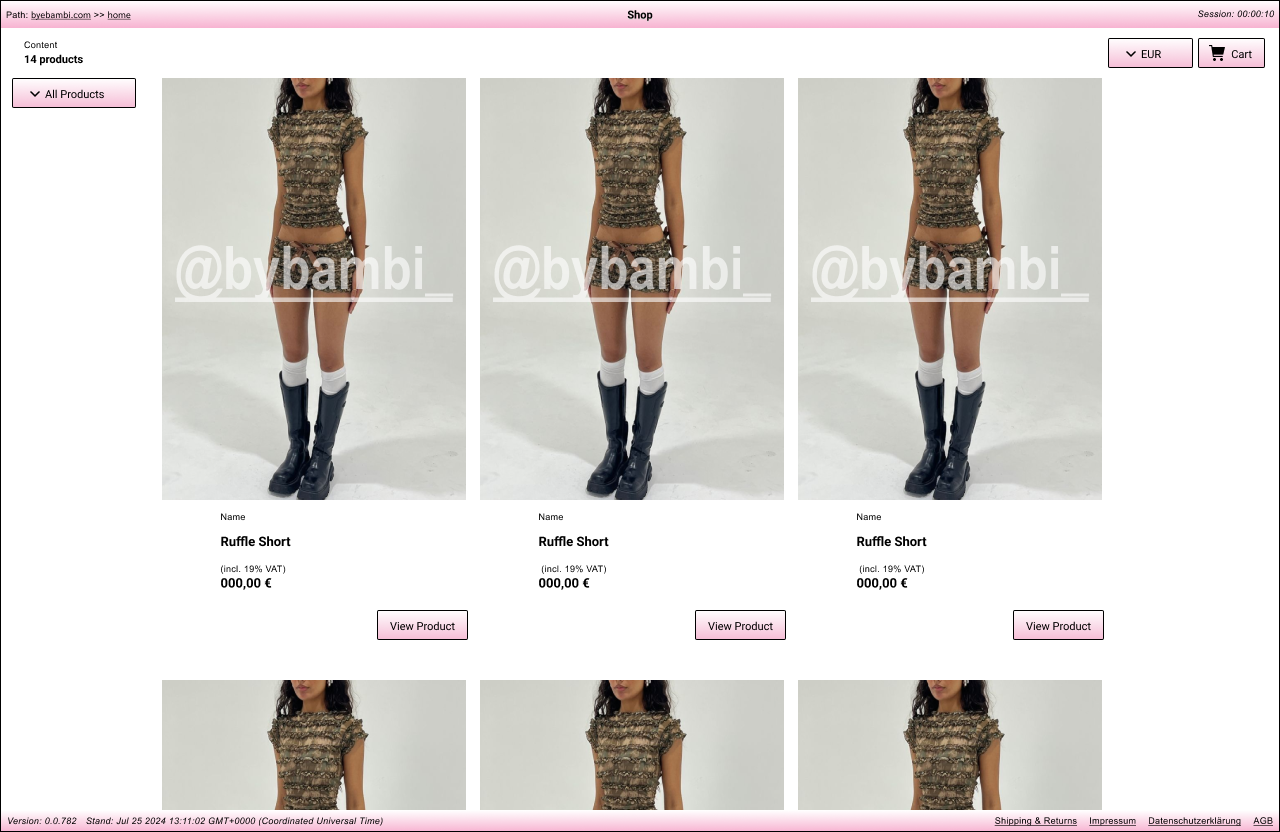 Path: byebambi.com >> home
Shop
Session: 00:00:10
Content
14 products
EUR
Cart
All Products
@bybambi_
@bybambi_
@bybambi_
Name
Name
Name
Ruffle Short
Ruffle Short
Ruffle Short
(incl. 19% VAT)
(incl. 19% VAT)
(incl. 19% VAT)
000,00 €
000,00 €
000,00 €
View Product
View Product
View Product
Version: 0.0.782 Stand: Jul 25 2024 13:11:02 GMT+0000 (Coordinated Universal Time)
Shipping & Returns Impressum Datenschutzerklärung AGB